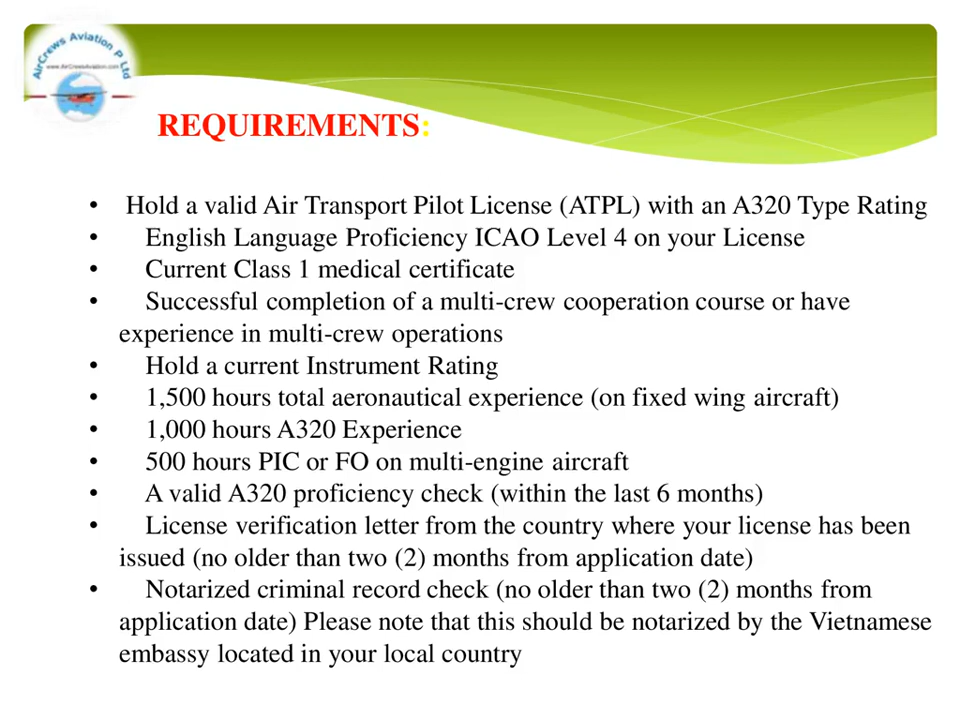 AirCrews Aviation P Ltd
www.AirCrewsAviation.com
REQUIREMENTS:
• Hold a valid Air Transport Pilot License (ATPL) with an A320 Type Rating
• English Language Proficiency ICAO Level 4 on your License
• Current Class 1 medical certificate
• Successful completion of a multi-crew cooperation course or have
experience in multi-crew operations
• Hold a current Instrument Rating
• 1,500 hours total aeronautical experience (on fixed wing aircraft)
• 1,000 hours A320 Experience
• 500 hours PIC or FO on multi-engine aircraft
• A valid A320 proficiency check (within the last 6 months)
• License verification letter from the country where your license has been
issued (no older than two (2) months from application date)
• Notarized criminal record check (no older than two (2) months from
application date) Please note that this should be notarized by the Vietnamese
embassy located in your local country